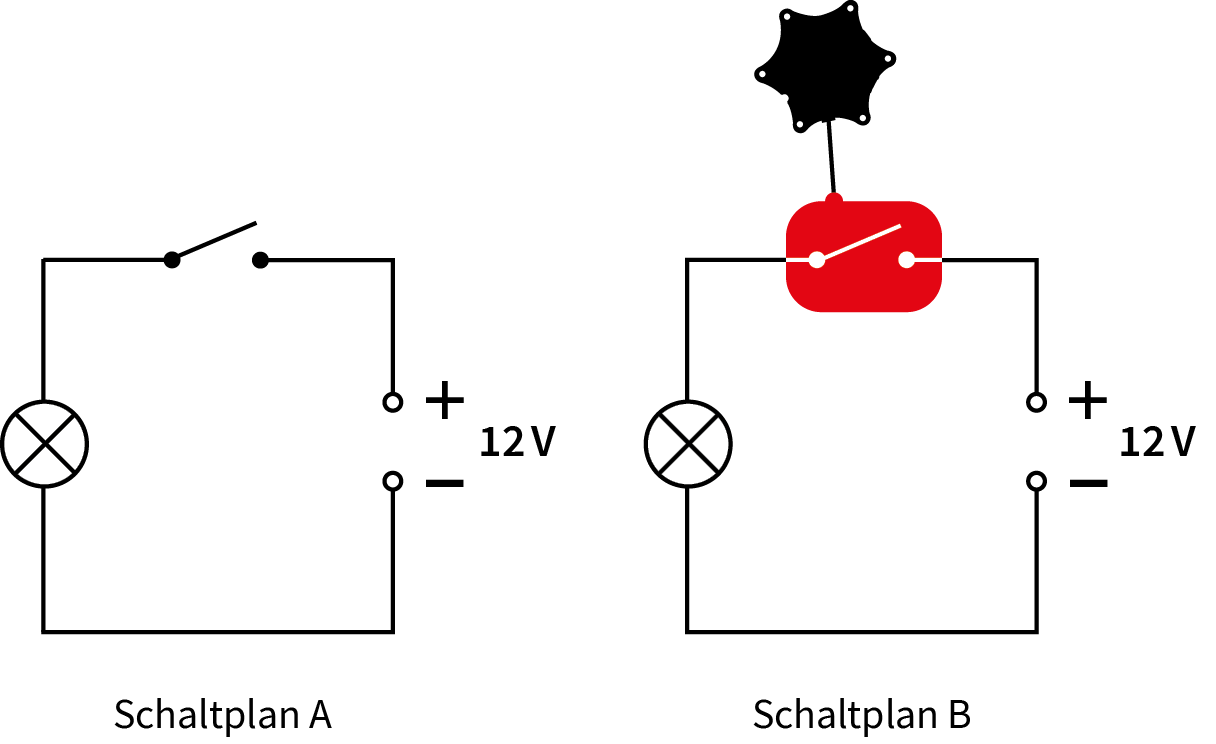 +
12 V
−
Schaltplan A
+
12 V
−
Schaltplan B